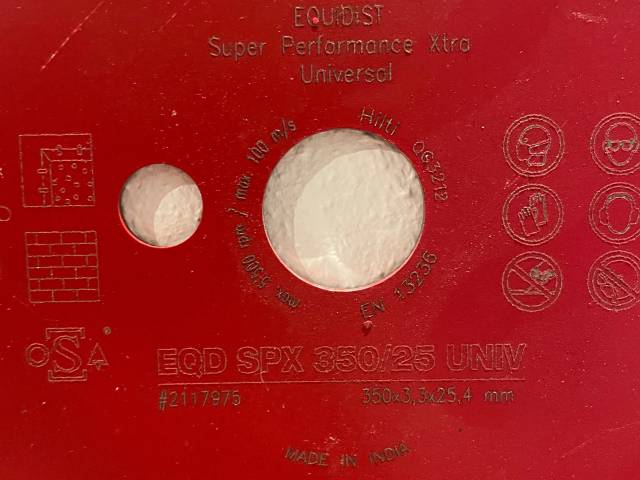 EQUIDIST
Super Performance Xtra
Universal
max. 5500 rpm / max. 100 m/s
Hilti OG3212
EN 13236
oSA
®
EQD SPX 350/25 UNIV
#2117975
350x3,3x25,4 mm
MADE IN INDIA